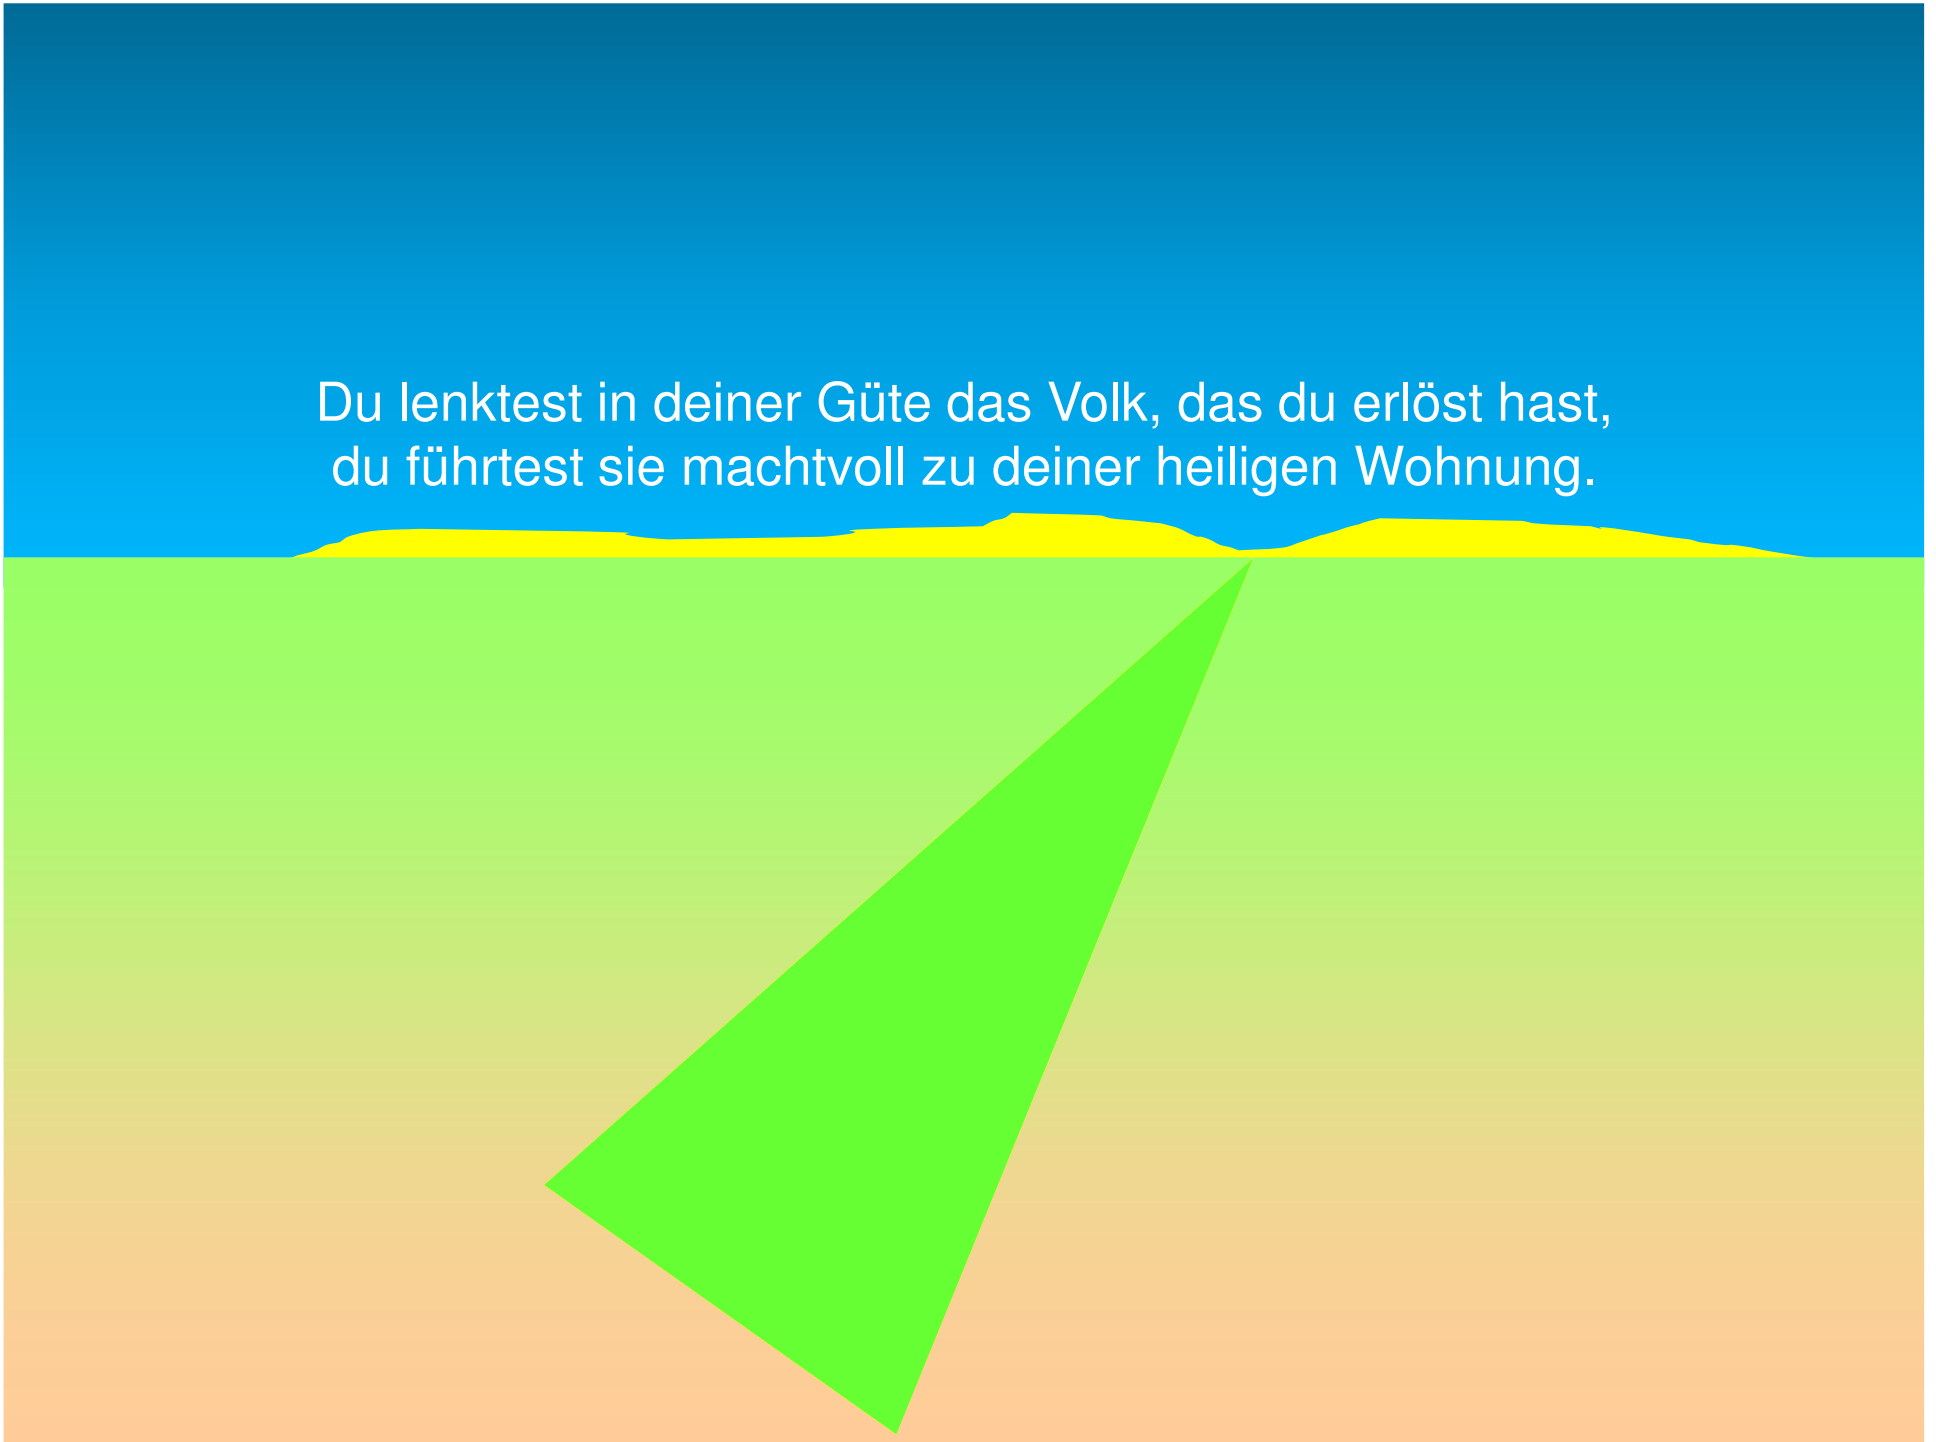 Du lenktest in deiner Güte das Volk, das du erlöst hast,
du führtest sie machtvoll zu deiner heiligen Wohnung.